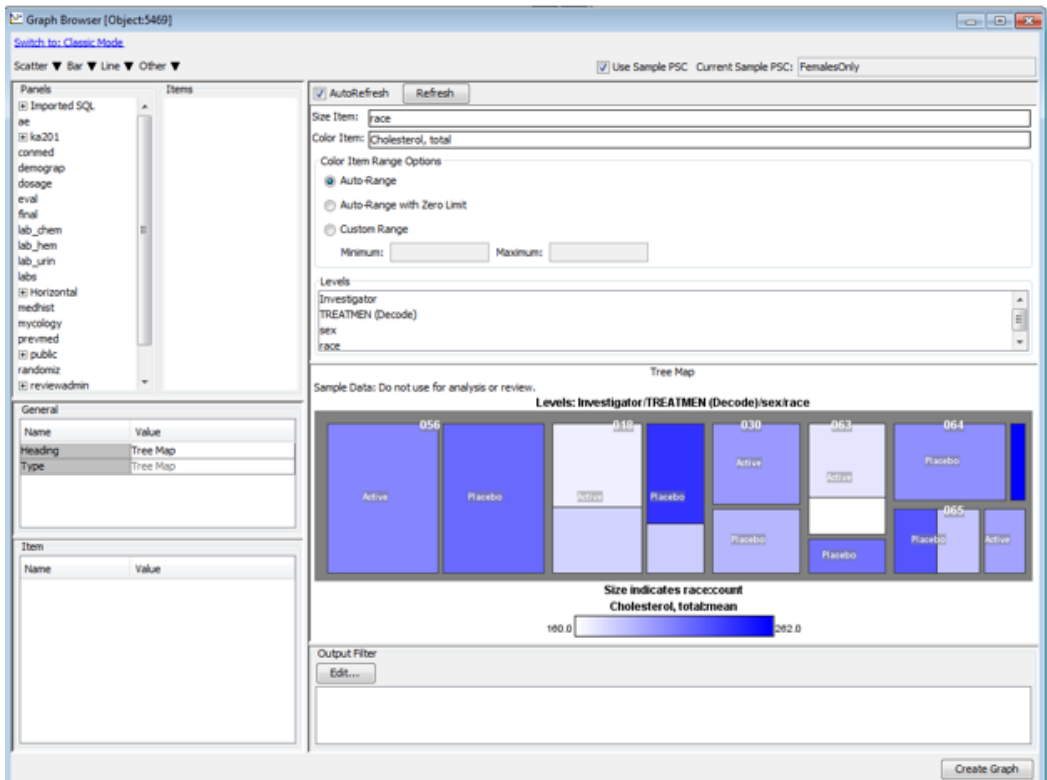 Graph Browser [Object:5469]
Switch to: Classic Mode
Scatter ▼ Bar ▼ Line ▼ Other ▼
Use Sample PSC Current Sample PSC: FemalesOnly
Panels
Items
Imported SQL
ae
ka201
conmed
demograp
dosage
eval
final
lab_chem
lab_hem
lab_urin
labs
Horizontal
medhist
mycology
prevmed
public
randomiz
reviewadmin
General
Name Value
Heading Tree Map
Type Tree Map
Item
Name Value
AutoRefresh Refresh
Size Item: race
Color Item: Cholesterol, total
Color Item Range Options
Auto-Range
Auto-Range with Zero Limit
Custom Range
Minimum: Maximum:
Levels
Investigator
TREATMEN (Decode)
sex
race
Tree Map
Sample Data: Do not use for analysis or review.
Levels: Investigator/TREATMEN (Decode)/sex/race
056 018 030 063 064
Active Placebo Active Placebo Active Active Placebo
065
Placebo Placebo Placebo Active
Size indicates race:count
Cholesterol, total:mean
160.0 262.0
Output Filter
Edit...
Create Graph